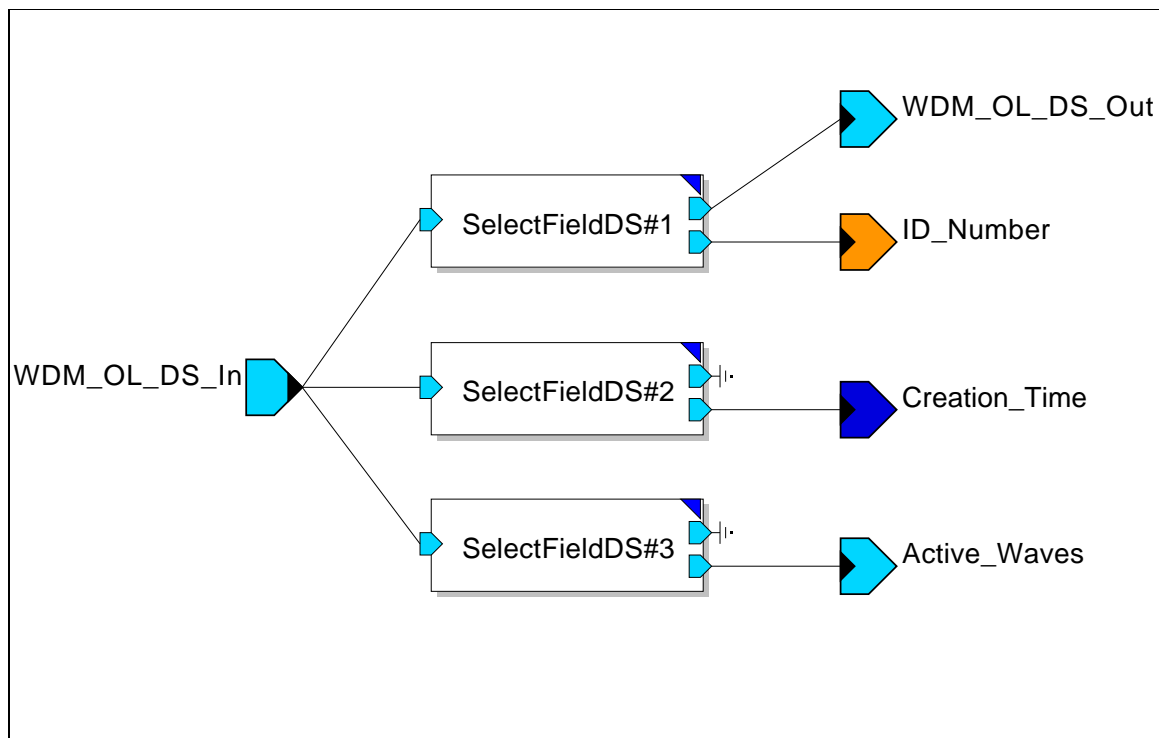 WDM_OL_DS_Out
SelectFieldDS#1
ID_Number
WDM_OL_DS_In
SelectFieldDS#2
Creation_Time
SelectFieldDS#3
Active_Waves